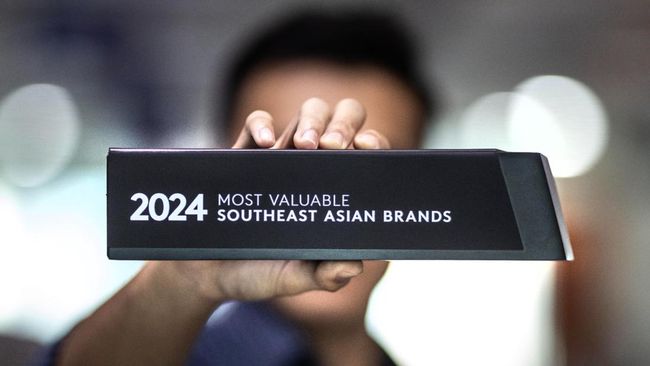 2024 MOST VALUABLE
SOUTHEAST ASIAN BRANDS